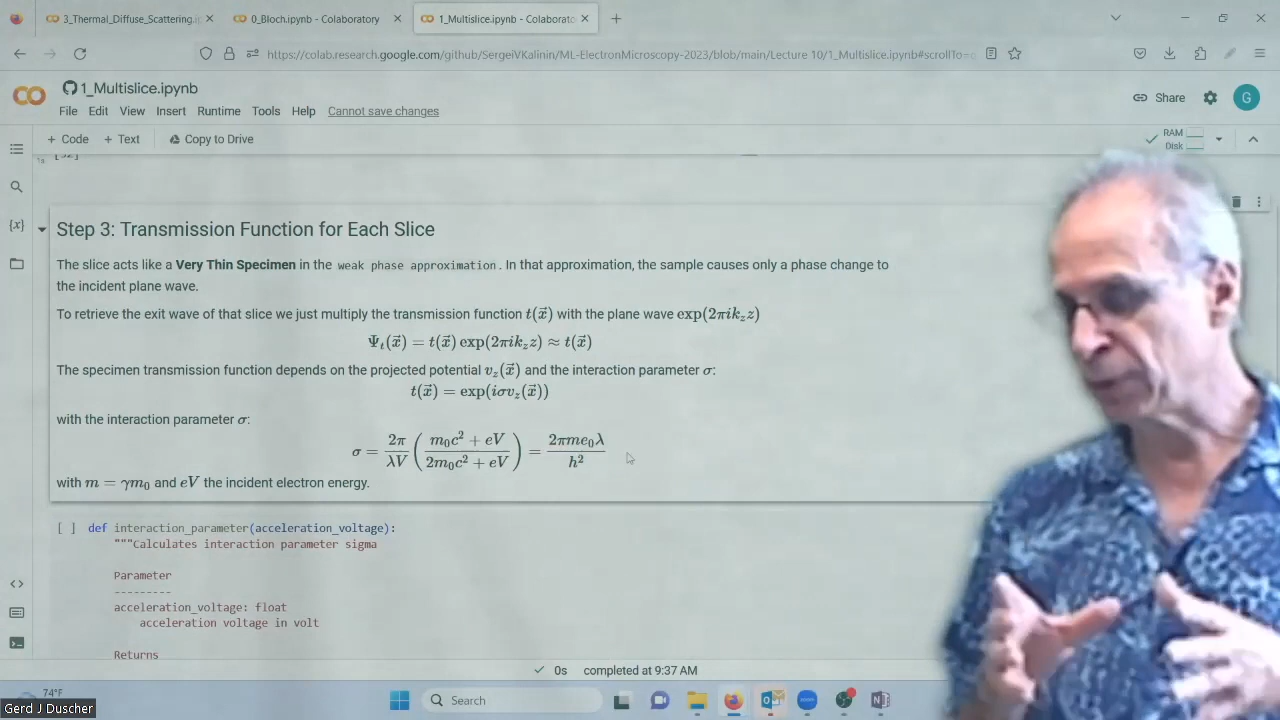 3_Thermal_Diffuse_Scattering.
0_Bloch.ipynb - Colaboratory
1_Multislice.ipynb - Colaborato
https://colab.research.google.com/github/SergeiVKalinin/ML-ElectronMicroscopy-2023/blob/main/Lecture 10/1_Multislice.ipynb#scrollTo=
1_Multislice.ipynb
Share
G
File Edit View Insert Runtime Tools Help Cannot save changes
+ Code + Text Copy to Drive
RAM
Disk
Step 3: Transmission Function for Each Slice
The slice acts like a Very Thin Specimen in the weak phase approximation. In that approximation, the sample causes only a phase change to
the incident plane wave.
{x}
To retrieve the exit wave of that slice we just multiply the transmission function t(x⃗) with the plane wave exp(2πik_z z)
Ψ_t(x⃗) = t(x⃗) exp(2πik_z z) ≈ t(x⃗)
The specimen transmission function depends on the projected potential v_z(x⃗) and the interaction parameter σ:
t(x⃗) = exp(iσv_z(x⃗))
with the interaction parameter σ:
σ = 2π/λV ( m₀c² + eV / 2m₀c² + eV ) = 2πme₀λ / h²
with m = γm₀ and eV the incident electron energy.
[ ] def interaction_parameter(acceleration_voltage):
"""Calculates interaction parameter sigma
Parameter
---------
acceleration_voltage: float
acceleration voltage in volt
Returns
0s completed at 9:37 AM
74°F
Search
Gerd J Duscher